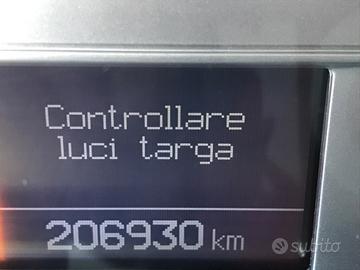 Controllare
luci targa
206930 km
subito